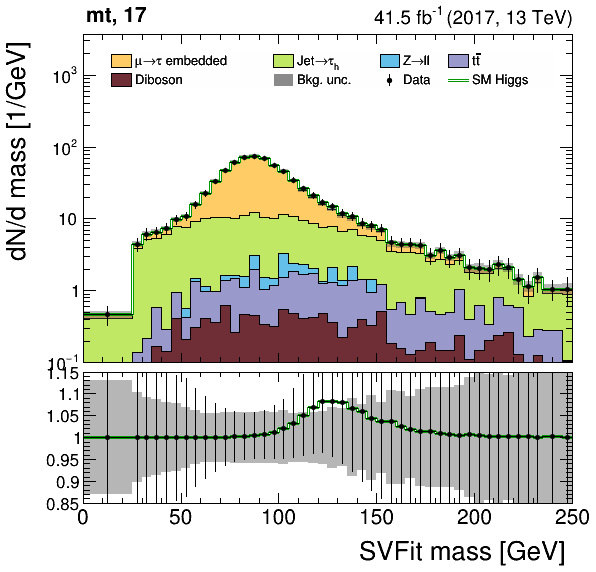 mt, 17 41.5 fb⁻¹ (2017, 13 TeV)
dN/d mass [1/GeV]
μ→τ embedded Jet→τₕ Z→ll tt̄
Diboson Bkg. unc. Data SM Higgs
10³
10²
10
1
10⁻¹
1.15
1.1
1.05
1
0.95
0.9
0.85
0 50 100 150 200 250
SVFit mass [GeV]